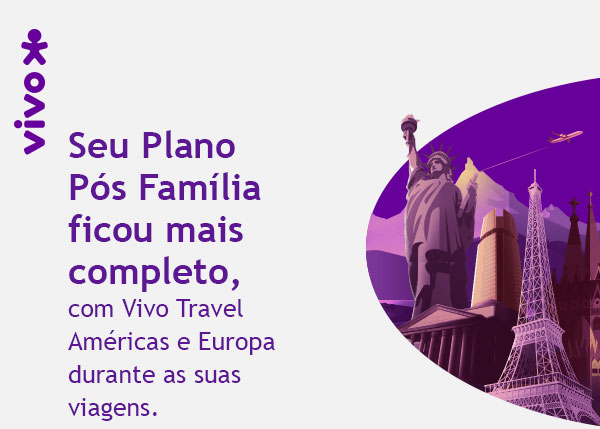 vivo
Seu Plano
Pós Família
ficou mais
completo,
com Vivo Travel
Américas e Europa
durante as suas
viagens.